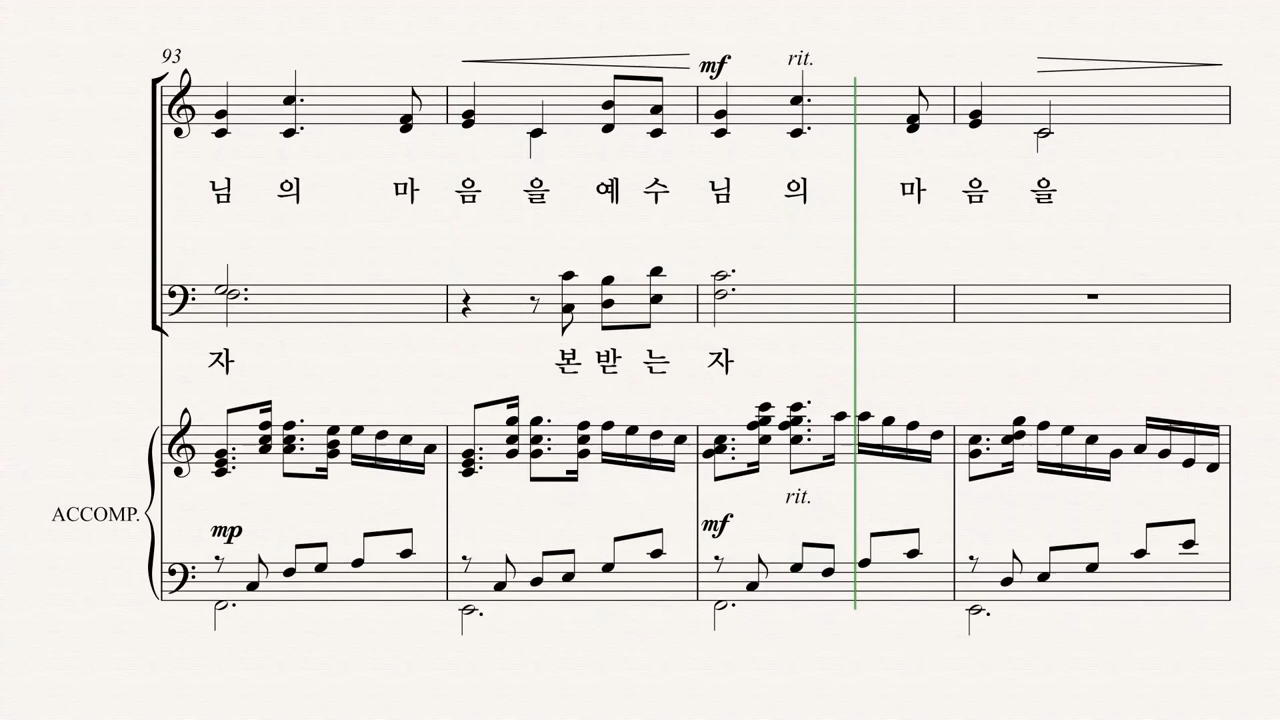 93
mf rit.
님 의 마 음 을 예 수 님 의 마 음 을
자 본 받 는 자
rit.
ACCOMP. mp mf